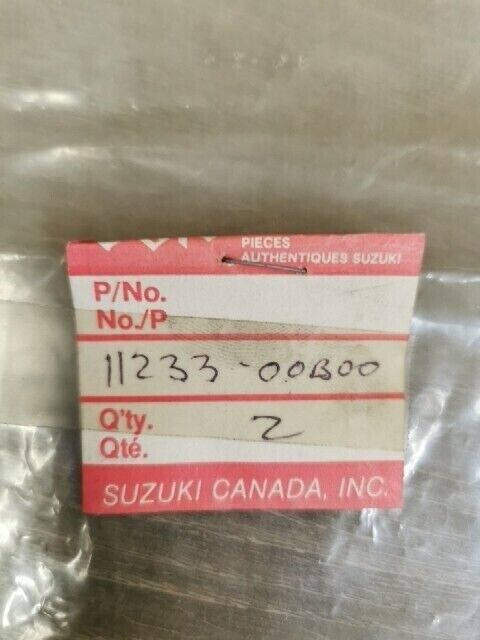 PIECES
AUTHENTIQUES SUZUKI
P/No.
No./P
11233-00B00
Q'ty.
2
Qté.
SUZUKI CANADA, INC.